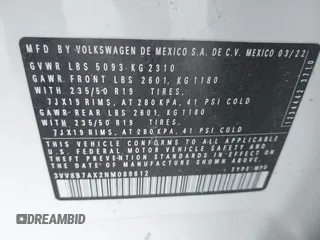 MFD. BY VOLKSWAGEN DE MEXICO S.A. DE C.V. MEXICO 03/22
GVWR LBS 5093 KG 2310
GAWR FRONT LBS 2601, KG 1180
WITH 235/50 R19 TIRES,
7JX19 RIMS, AT 280 KPA, 41 PSI COLD
GAWR-REAR LBS 2601, KG 1180
WITH 235/50 R19 TIRES,
7JX19 RIMS, AT 280 KPA, 41 PSI COLD
THIS VEHICLE CONFORMS TO ALL APPLICABLE
U.S. FEDERAL MOTOR VEHICLE SAFETY
STANDARDS IN EFFECT ON
THE DATE OF MANUFACTURE SHOWN ABOVE.
3VV8B7AX2NM089612
TYPE: MPV
1234442 3710
DREAMBID